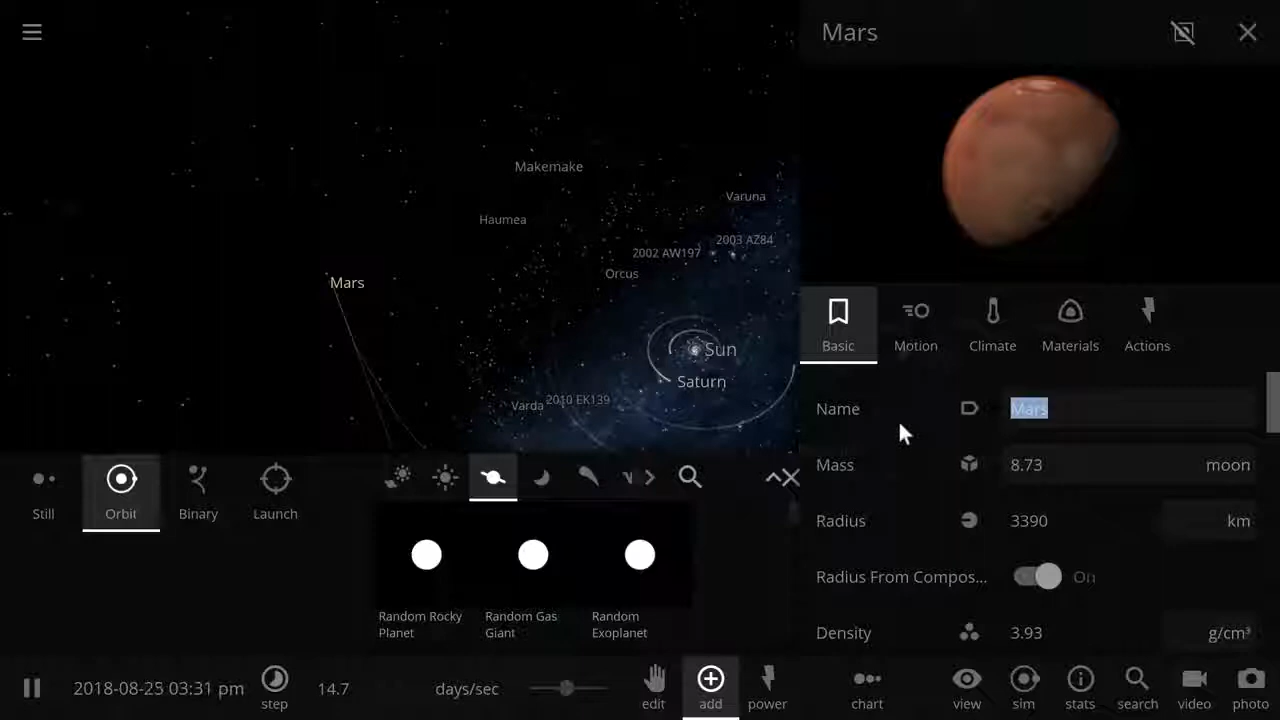 Mars
Makemake
Varuna
Haumea
2003 AZ84
2002 AW197
Orcus
Mars
Sun
Saturn
Varda
2010 EK139
Basic
Motion
Climate
Materials
Actions
Name
Mars
Mass
8.73
moon
Radius
3390
km
Radius From Compos...
On
Density
3.93
g/cm³
Still
Orbit
Binary
Launch
Random Rocky
Planet
Random Gas
Giant
Random
Exoplanet
2018-08-25 03:31 pm
step
14.7
days/sec
edit
add
power
chart
view
sim
stats
search
video
photo